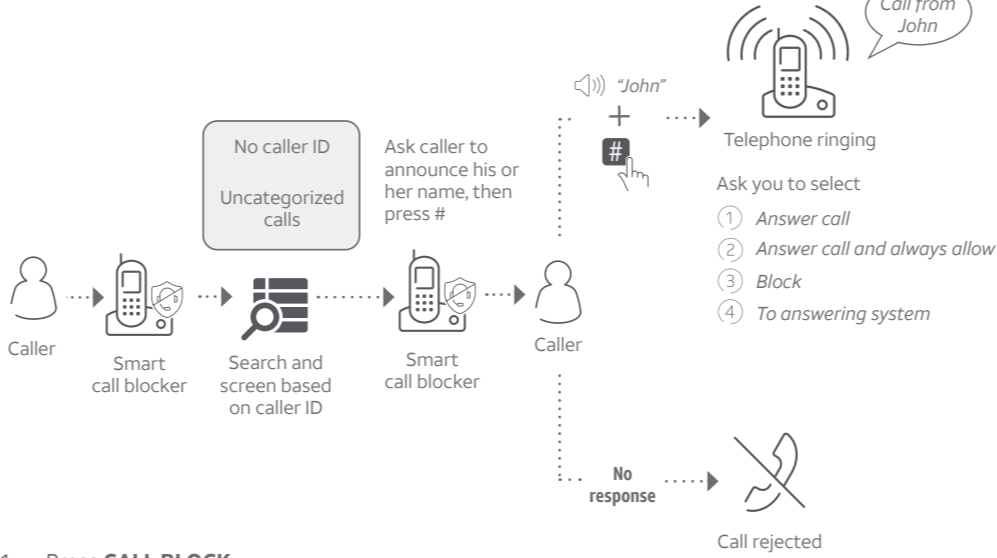 Call from
John
"John"
+
#
Telephone ringing
No caller ID
Uncategorized
calls
Ask caller to
announce his or
her name, then
press #
Ask you to select
1 Answer call
2 Answer call and always allow
3 Block
4 To answering system
Caller
Smart
call blocker
Search and
screen based
on caller ID
Smart
call blocker
Caller
No
response
Call rejected
1. Press CALL BLOCK